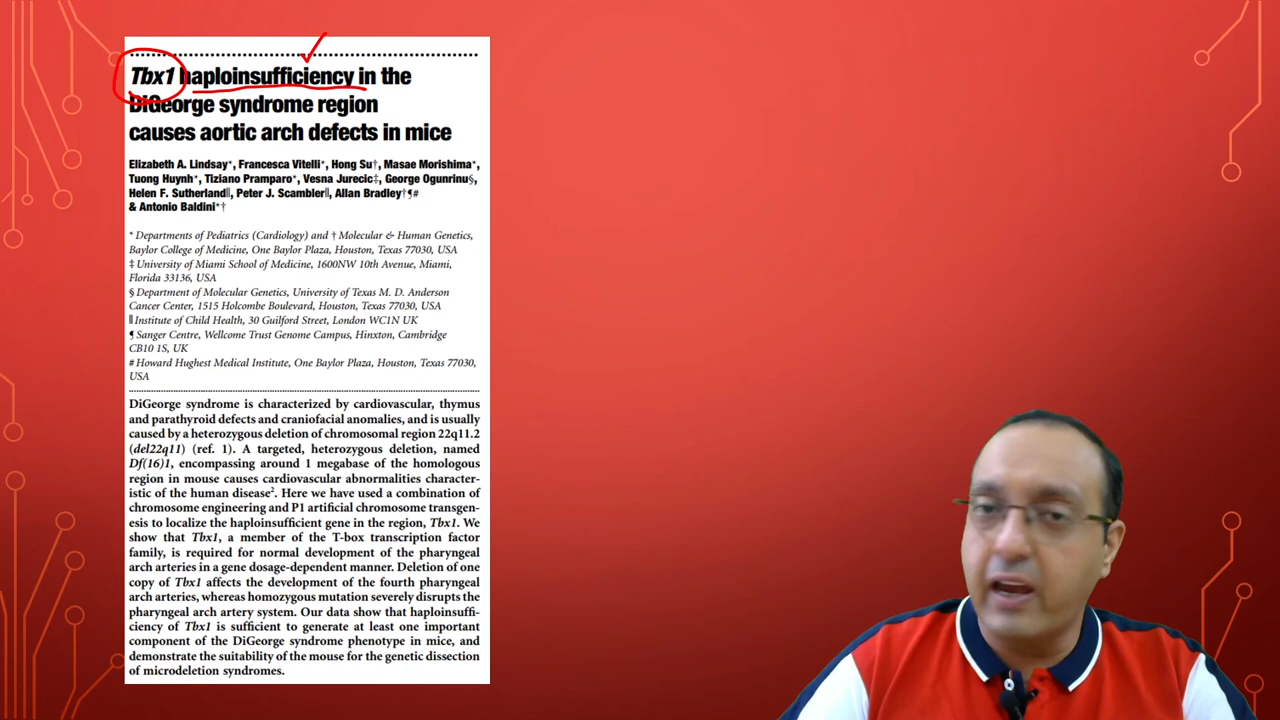 Tbx1 haploinsufficiency in the
DiGeorge syndrome region
causes aortic arch defects in mice
Elizabeth A. Lindsay*, Francesca Vitelli*, Hong Su†, Masae Morishima*,
Tuong Huynh*, Tiziano Pramparo*, Vesna Jurecic‡, George Ogunrinu§,
Helen F. Sutherland‖, Peter J. Scambler‖, Allan Bradley†¶#
& Antonio Baldini*†
* Departments of Pediatrics (Cardiology) and † Molecular & Human Genetics,
Baylor College of Medicine, One Baylor Plaza, Houston, Texas 77030, USA
‡ University of Miami School of Medicine, 1600NW 10th Avenue, Miami,
Florida 33136, USA
§ Department of Molecular Genetics, University of Texas M. D. Anderson
Cancer Center, 1515 Holcombe Boulevard, Houston, Texas 77030, USA
‖ Institute of Child Health, 30 Guilford Street, London WC1N UK
¶ Sanger Centre, Wellcome Trust Genome Campus, Hinxton, Cambridge
CB10 1S, UK
# Howard Hughest Medical Institute, One Baylor Plaza, Houston, Texas 77030,
USA
DiGeorge syndrome is characterized by cardiovascular, thymus
and parathyroid defects and craniofacial anomalies, and is usually
caused by a heterozygous deletion of chromosomal region 22q11.2
(del22q11) (ref. 1). A targeted, heterozygous deletion, named
Df(16)1, encompassing around 1 megabase of the homologous
region in mouse causes cardiovascular abnormalities character-
istic of the human disease². Here we have used a combination of
chromosome engineering and P1 artificial chromosome transgen-
esis to localize the haploinsufficient gene in the region, Tbx1. We
show that Tbx1, a member of the T-box transcription factor
family, is required for normal development of the pharyngeal
arch arteries in a gene dosage-dependent manner. Deletion of one
copy of Tbx1 affects the development of the fourth pharyngeal
arch arteries, whereas homozygous mutation severely disrupts the
pharyngeal arch artery system. Our data show that haploinsuffi-
ciency of Tbx1 is sufficient to generate at least one important
component of the DiGeorge syndrome phenotype in mice, and
demonstrate the suitability of the mouse for the genetic dissection
of microdeletion syndromes.